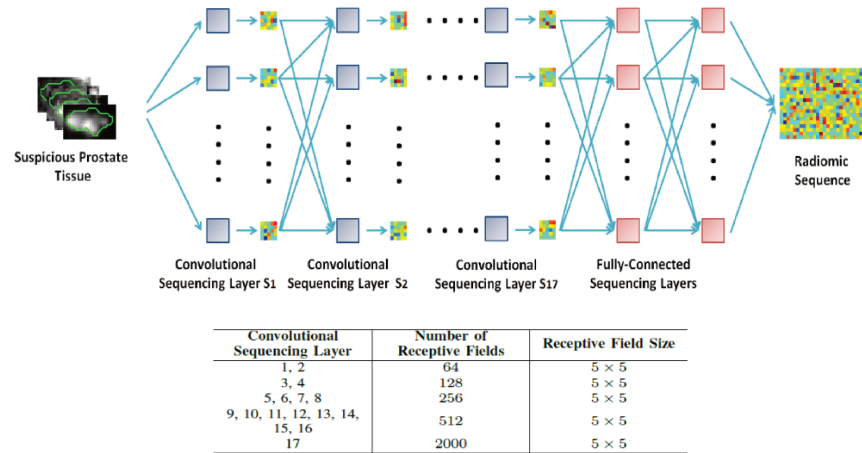 Suspicious Prostate
Tissue
Radiomic
Sequence
Convolutional
Sequencing Layer S1
Convolutional
Sequencing Layer S2
Convolutional
Sequencing Layer S17
Fully-Connected
Sequencing Layers
Convolutional
Sequencing Layer
Number of
Receptive Fields
Receptive Field Size
1, 2
64
5 × 5
3, 4
128
5 × 5
5, 6, 7, 8
256
5 × 5
9, 10, 11, 12, 13, 14,
15, 16
512
5 × 5
17
2000
5 × 5